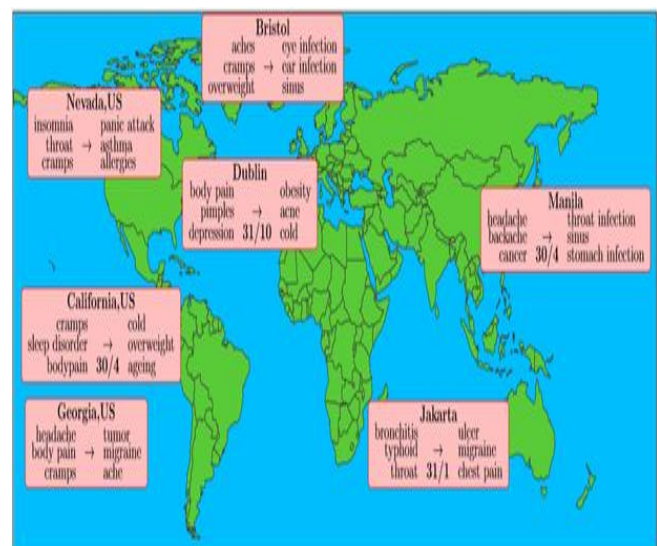 Bristol
aches eye infection
cramps → ear infection
overweight sinus
Nevada,US
insomnia panic attack
throat → asthma
cramps allergies
Dublin
body pain obesity
pimples → acne
depression 31/10 cold
Manila
headache throat infection
backache → sinus
cancer 30/4 stomach infection
California,US
cramps cold
sleep disorder → overweight
bodypain 30/4 ageing
Georgia,US
headache tumor
body pain → migraine
cramps ache
Jakarta
bronchitis ulcer
typhoid → migraine
throat 31/1 chest pain